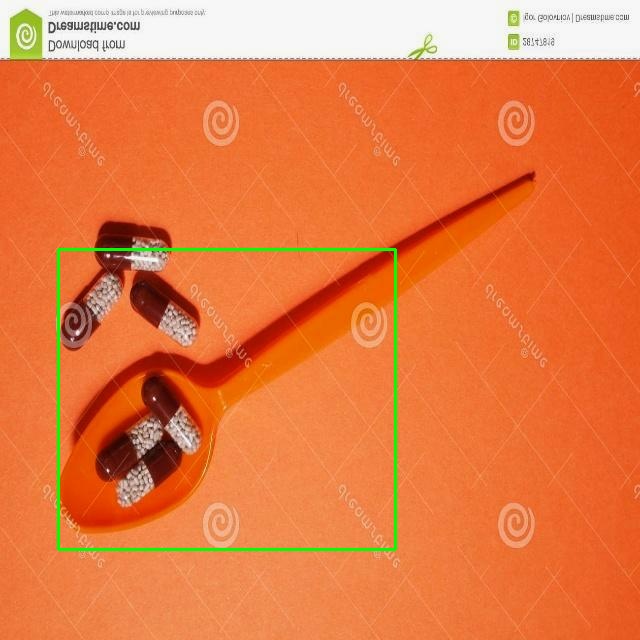 Download from
Dreamstime.com
This watermarked comp image is for previewing purposes only.
ID
Igor Golovniov | Dreamstime.com
dreamstime
dreamstime
dreamstime
dreamstime
dreamstime
dreamstime